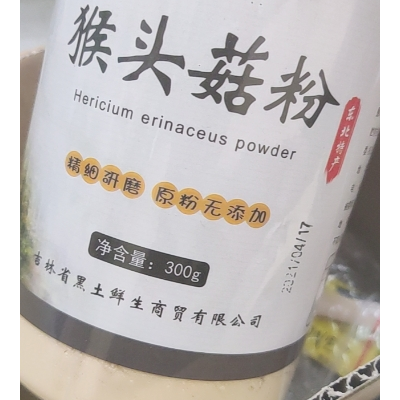 猴头菇粉
Hericium erinaceus powder
东北特产
精細研磨 原粉无添加
净含量：300g
2021/04/17
吉林省黑土鲜生商贸有限公司